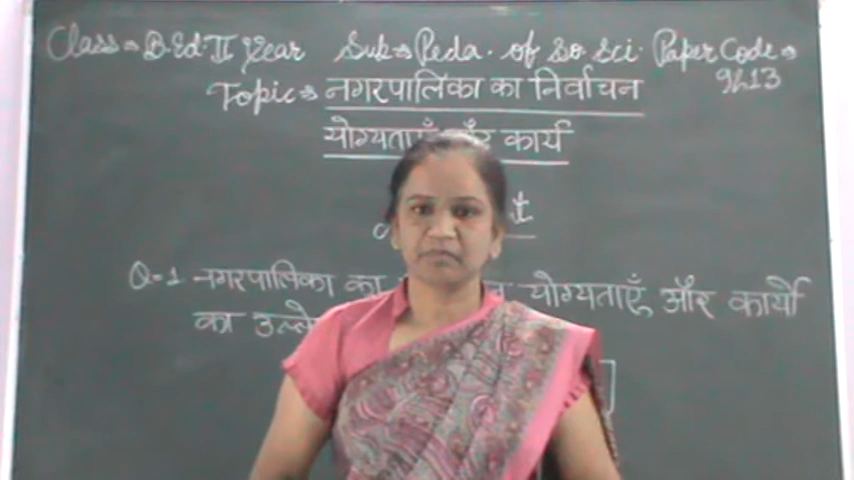 Class → B.Ed. II Year Sub → Peda. of So Sci. Paper Code →
9h13
Topic → नगरपालिका का निर्वाचन
योग्यताएँ और कार्य
Q=1 नगरपालिका का योग्यताएँ और कार्यो
का